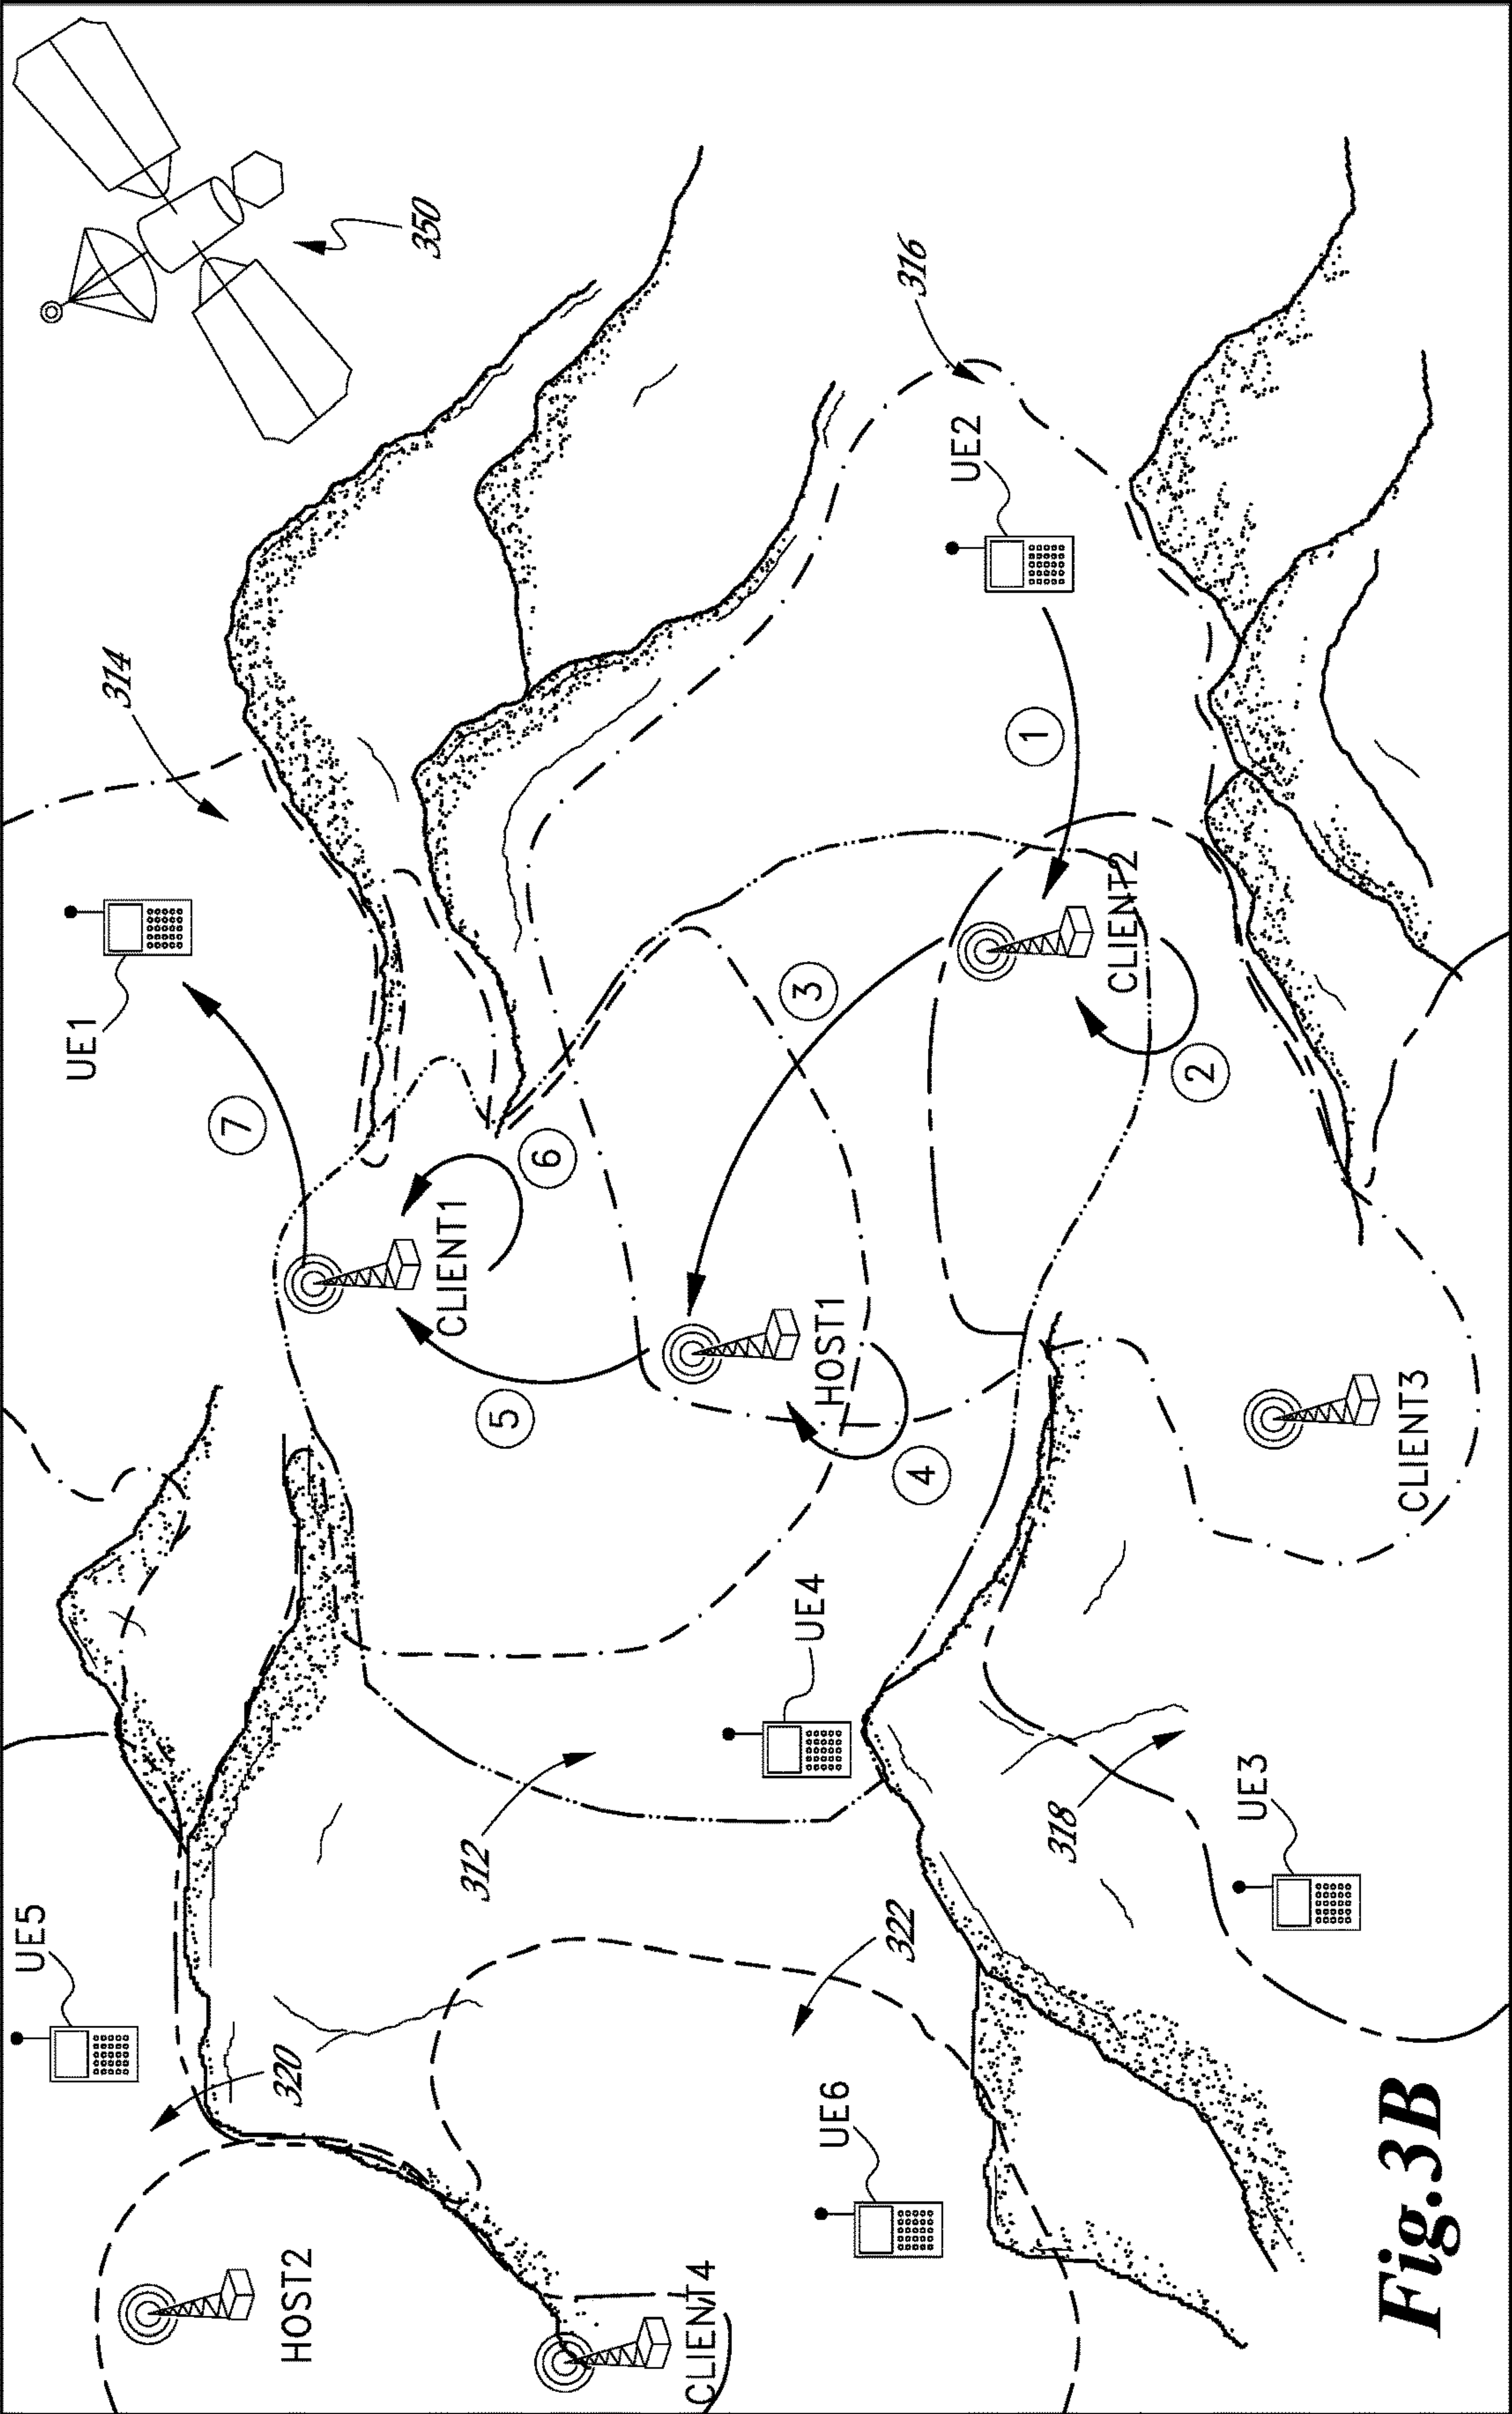 HOST2
320
UE5
314
UE1
7
350
CLIENT4
312
5
CLIENT1
6
UE6
322
UE4
HOST1
4
3
316
UE2
1
CLIENT2
2
318
UE3
CLIENT3
Fig.3B